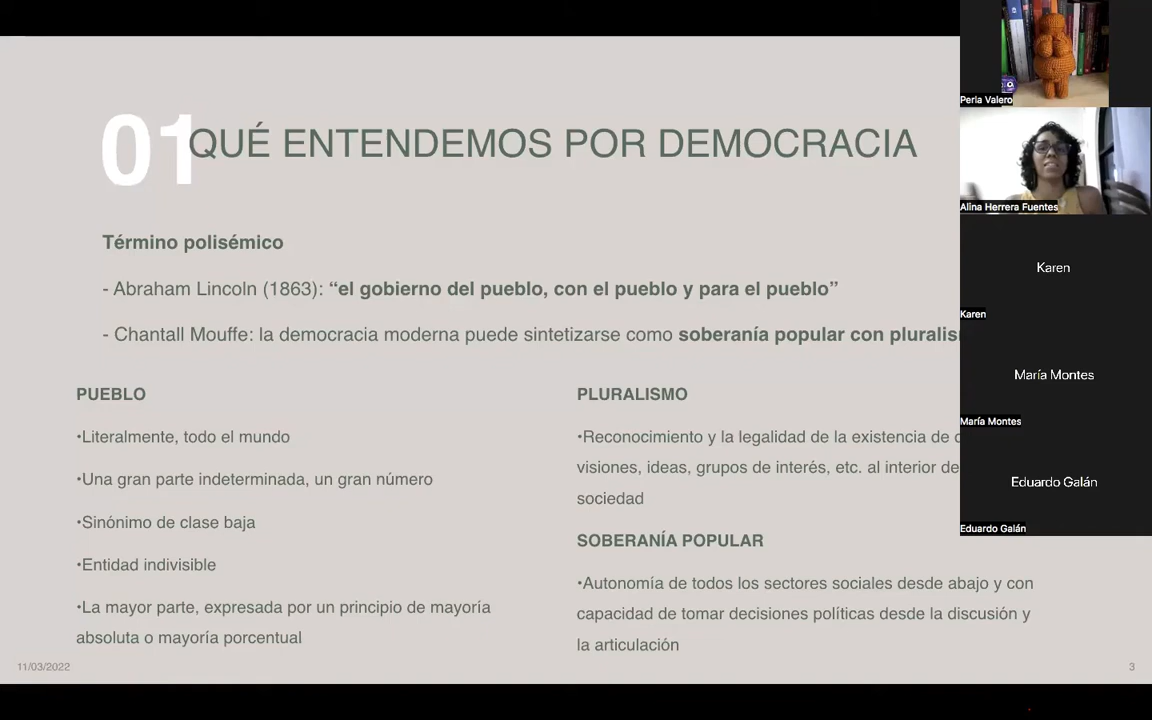 01 QUÉ ENTENDEMOS POR DEMOCRACIA
Término polisémico
- Abraham Lincoln (1863): “el gobierno del pueblo, con el pueblo y para el pueblo”
- Chantall Mouffe: la democracia moderna puede sintetizarse como soberanía popular con
PUEBLO
•Literalmente, todo el mundo
•Una gran parte indeterminada, un gran número
•Sinónimo de clase baja
•Entidad indivisible
•La mayor parte, expresada por un principio de mayoría
absoluta o mayoría porcentual
PLURALISMO
•Reconocimiento y la legalidad de la existencia de
visiones, ideas, grupos de interés, etc. al interior de
sociedad
SOBERANÍA POPULAR
•Autonomía de todos los sectores sociales desde abajo y con
capacidad de tomar decisiones políticas desde la discusión y
la articulación
11/03/2022
3
Perla Valero
Alina Herrera Fuentes
Karen
Karen
María Montes
María Montes
Eduardo Galán
Eduardo Galán